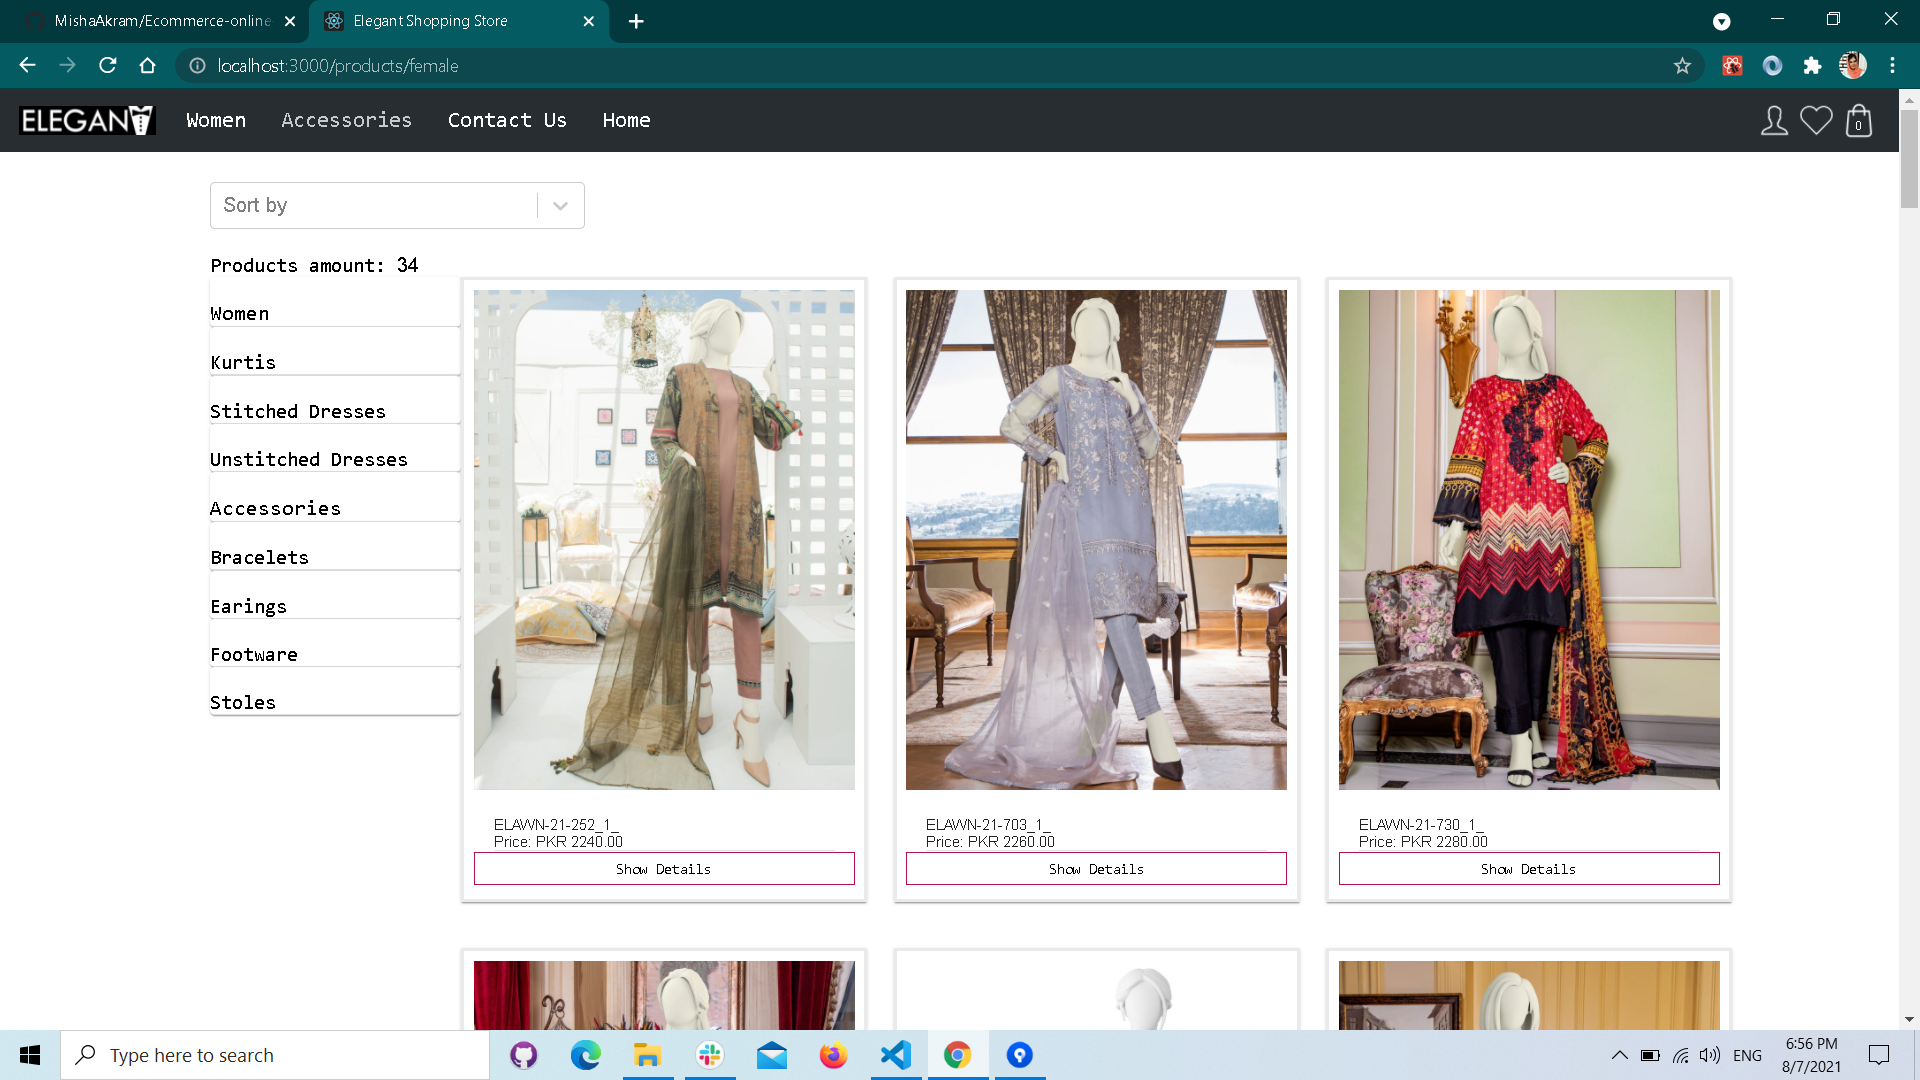 MishaAkram/Ecommerce-online
Elegant Shopping Store
localhost:3000/products/female
ELEGANT
Women
Accessories
Contact Us
Home
0
Sort by
Products amount: 34
Women
Kurtis
Stitched Dresses
Unstitched Dresses
Accessories
Bracelets
Earings
Footware
Stoles
ELAWN-21-252_1_
Price: PKR 2240.00
Show Details
ELAWN-21-703_1_
Price: PKR 2260.00
Show Details
ELAWN-21-730_1_
Price: PKR 2280.00
Show Details
Type here to search
ENG
6:56 PM
8/7/2021